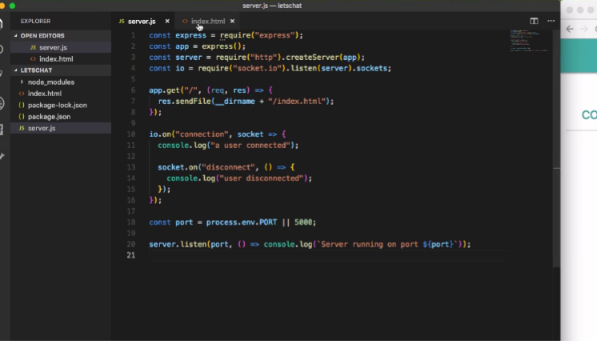 server.js — letschat
EXPLORER
OPEN EDITORS
JS server.js
<> index.html
LETSCHAT
node_modules
<> index.html
{} package-lock.json
{} package.json
JS server.js
JS server.js ×
<> index.html ×
1 const express = require("express");
2 const app = express();
3 const server = require("http").createServer(app);
4 const io = require("socket.io").listen(server).sockets;
5
6 app.get("/", (req, res) => {
7 res.sendFile(__dirname + "/index.html");
8 });
9
10 io.on("connection", socket => {
11 console.log("a user connected");
12
13 socket.on("disconnect", () => {
14 console.log("user disconnected");
15 });
16 });
17
18 const port = process.env.PORT || 5000;
19
20 server.listen(port, () => console.log(`Server running on port ${port}`));
21
CO